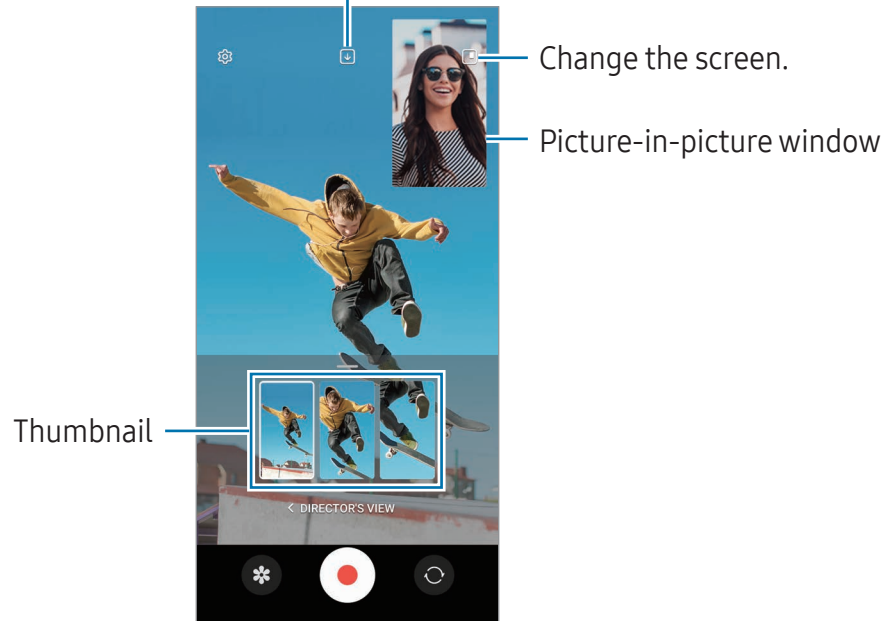 Change the screen.
Picture-in-picture window
Thumbnail
< DIRECTOR'S VIEW